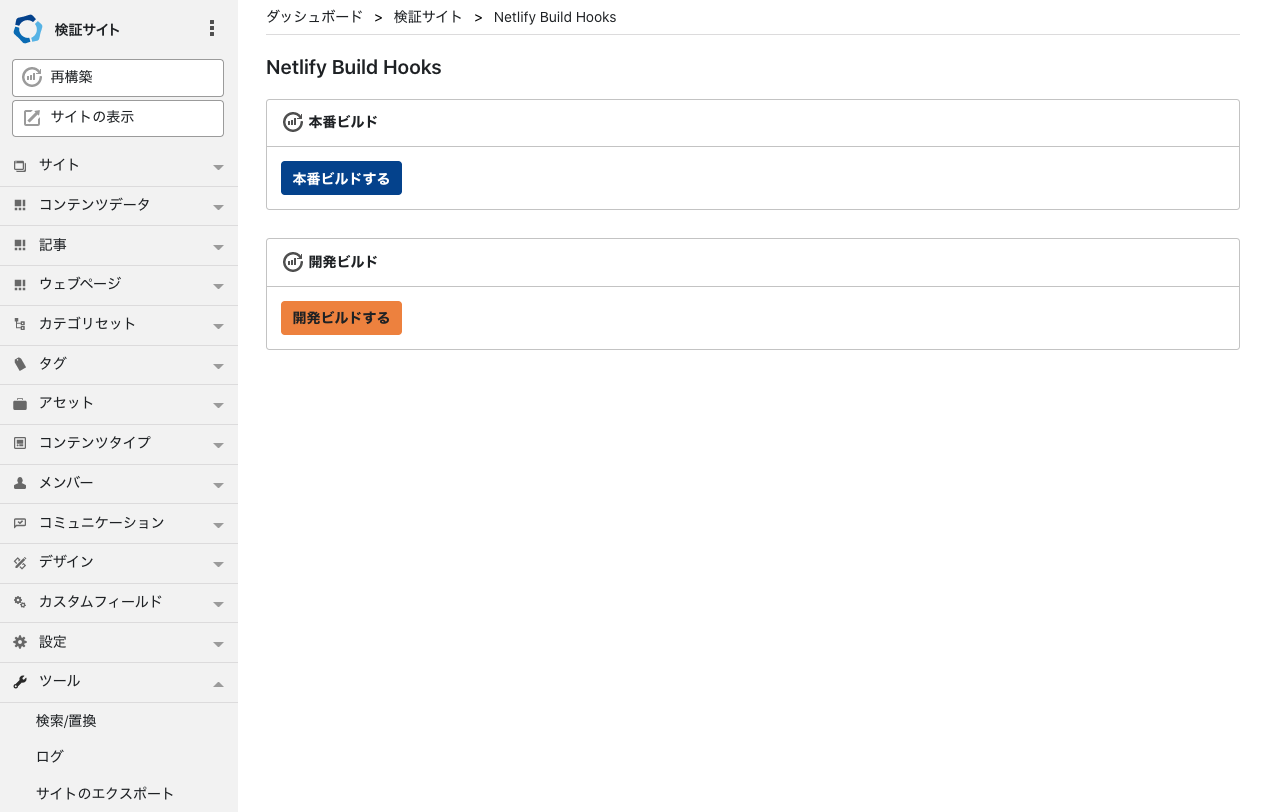 検証サイト
再構築
サイトの表示
サイト
コンテンツデータ
記事
ウェブページ
カテゴリセット
タグ
アセット
コンテンツタイプ
メンバー
コミュニケーション
デザイン
カスタムフィールド
設定
ツール
検索/置換
ログ
サイトのエクスポート
ダッシュボード > 検証サイト > Netlify Build Hooks
Netlify Build Hooks
本番ビルド
本番ビルドする
開発ビルド
開発ビルドする